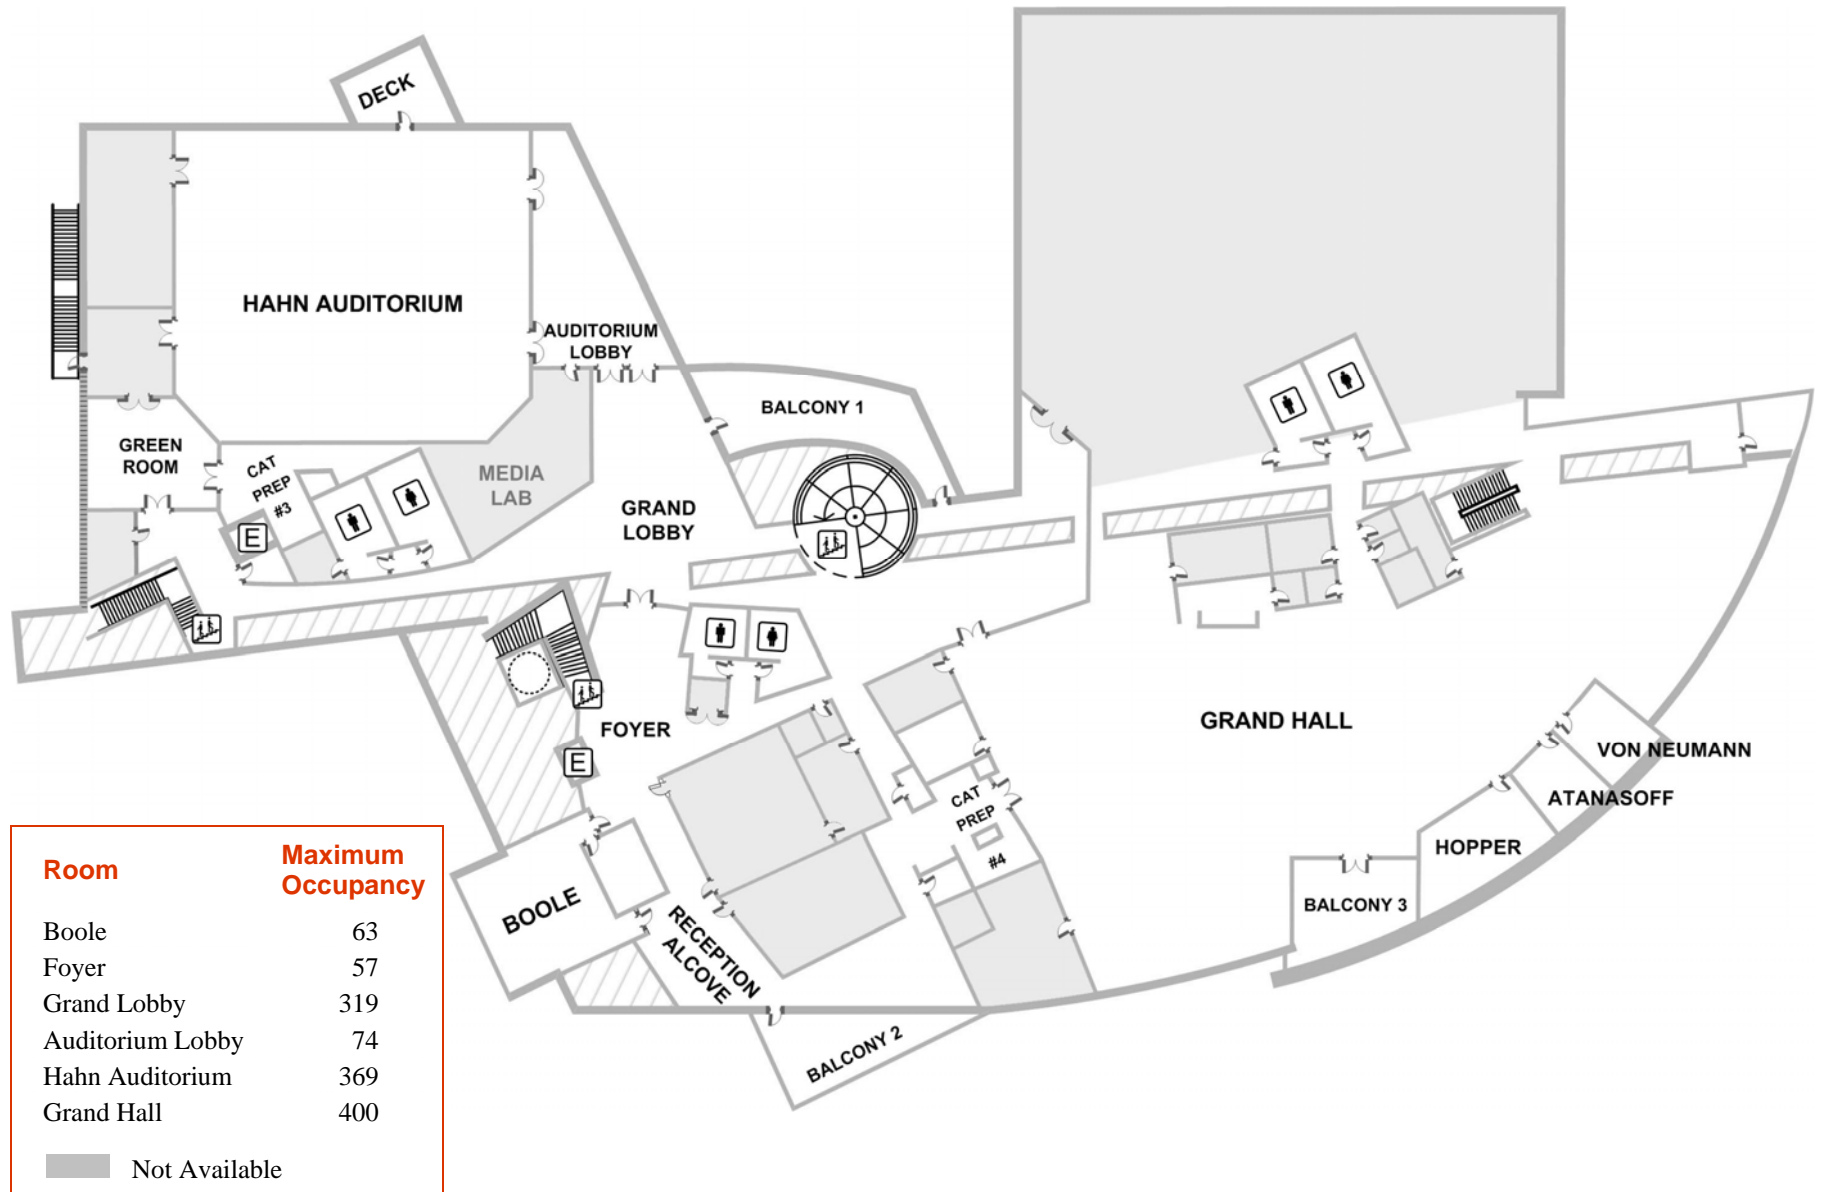 DECK
HAHN AUDITORIUM
AUDITORIUM
LOBBY
BALCONY 1
GREEN
ROOM
CAT
PREP
#3
MEDIA
LAB
E
GRAND
LOBBY
FOYER
E
GRAND HALL
VON NEUMANN
ATANASOFF
HOPPER
BALCONY 3
CAT
PREP
#4
BOOLE
RECEPTION
ALCOVE
BALCONY 2
Room Maximum
Occupancy
Boole 63
Foyer 57
Grand Lobby 319
Auditorium Lobby 74
Hahn Auditorium 369
Grand Hall 400
Not Available